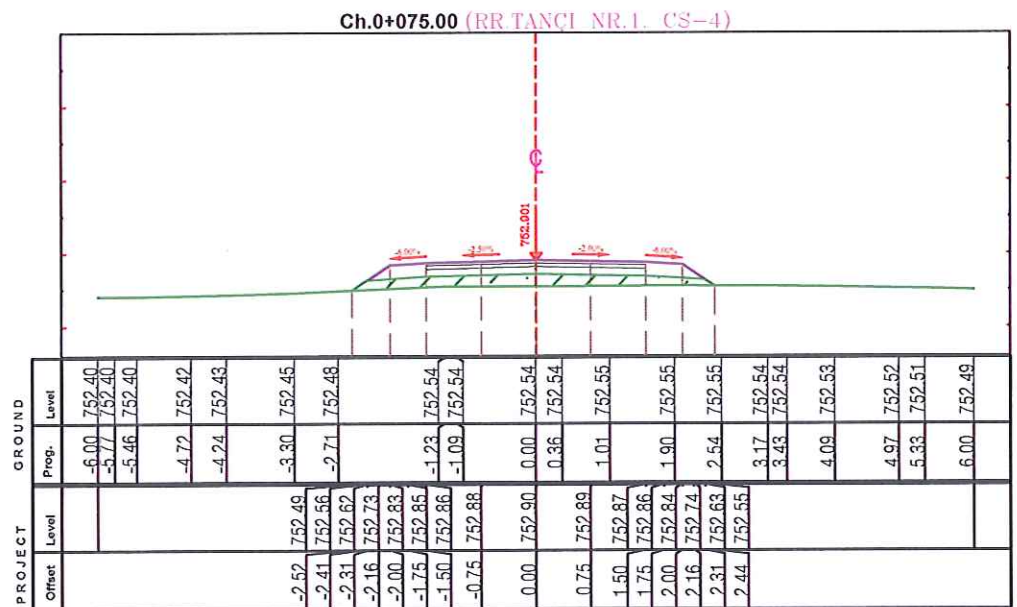 Ch.0+075.00 (RR.TANÇI NR.1. CS-4)
752.901
GROUND
Level
752.40 752.40 752.40 752.42 752.43 752.45 752.48 752.54 752.54 752.54 752.54 752.55 752.55 752.55 752.54 752.54 752.53 752.52 752.51 752.49
Prog.
-6.00 -5.77 -5.46 -4.72 -4.24 -3.30 -2.71 -1.23 -1.09 0.00 0.36 1.01 1.90 2.54 3.17 3.43 4.09 4.97 5.33 6.00
PROJECT
Level
752.49 752.56 752.62 752.73 752.83 752.85 752.86 752.88 752.90 752.89 752.87 752.86 752.84 752.74 752.63 752.55
Offset
-2.52 -2.41 -2.31 -2.16 -2.00 -1.75 -1.50 -0.75 0.00 0.75 1.50 1.75 2.00 2.16 2.31 2.44